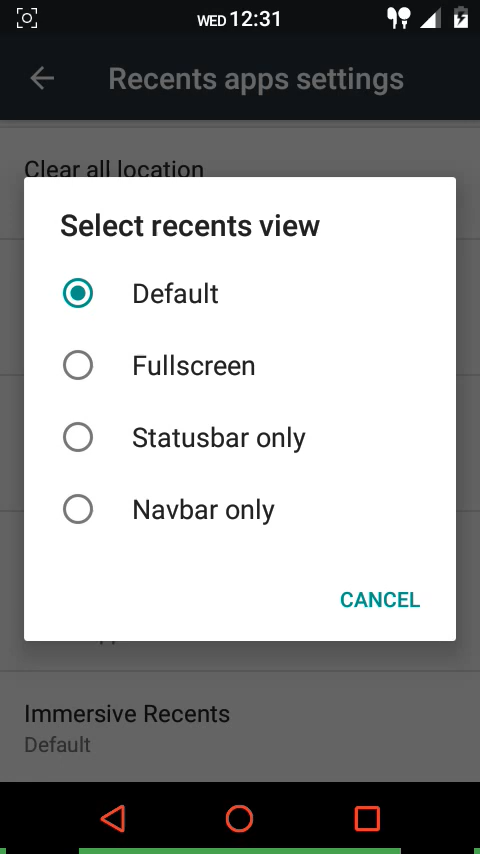 WED 12:31
Recents apps settings
Clear all location
Select recents view
Default
Fullscreen
Statusbar only
Navbar only
CANCEL
Immersive Recents
Default